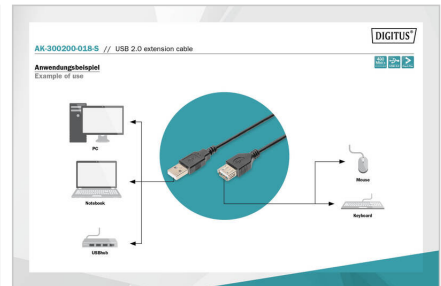 DIGITUS®
AK-300200-018-S // USB 2.0 extension cable
Anwendungsbeispiel
Example of use
PC
Notebook
USBhub
Mouse
Keyboard